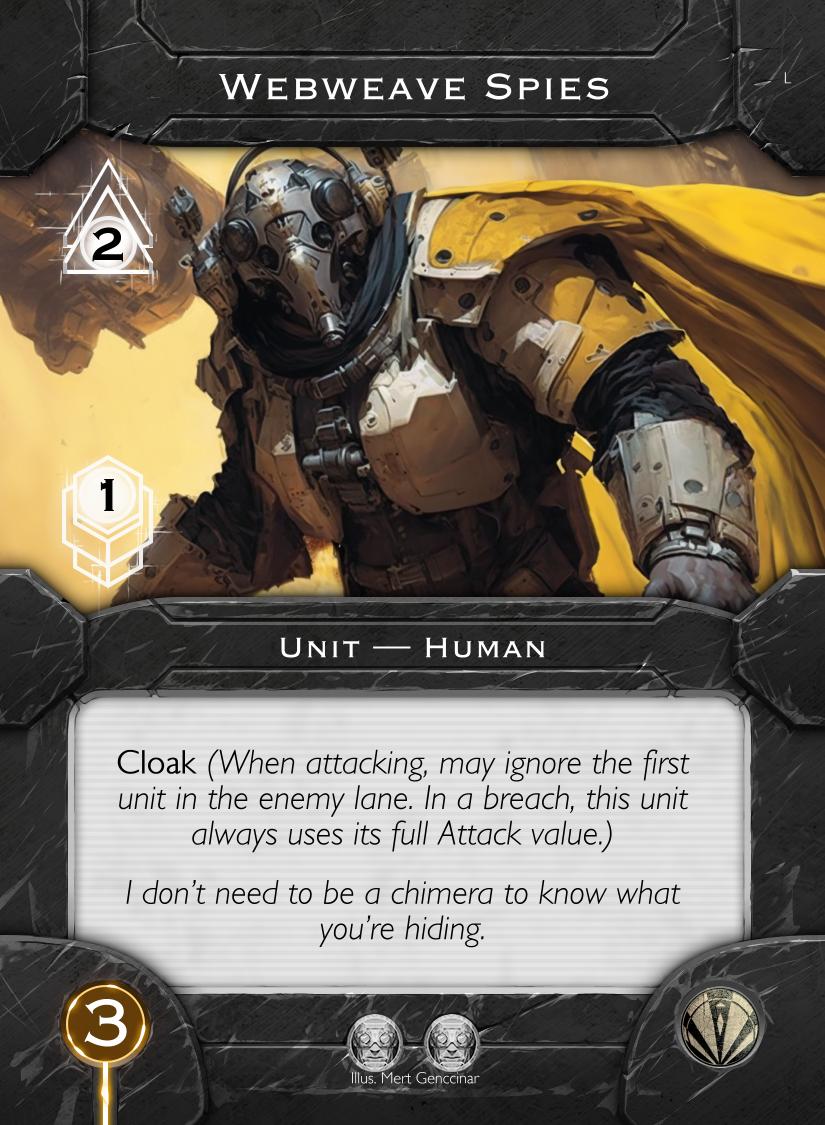 Webweave Spies
L
2
1
Unit — Human
Cloak (When attacking, may ignore the first
unit in the enemy lane. In a breach, this unit
always uses its full Attack value.)
I don’t need to be a chimera to know what
you’re hiding.
3
Illus. Mert Genccinar